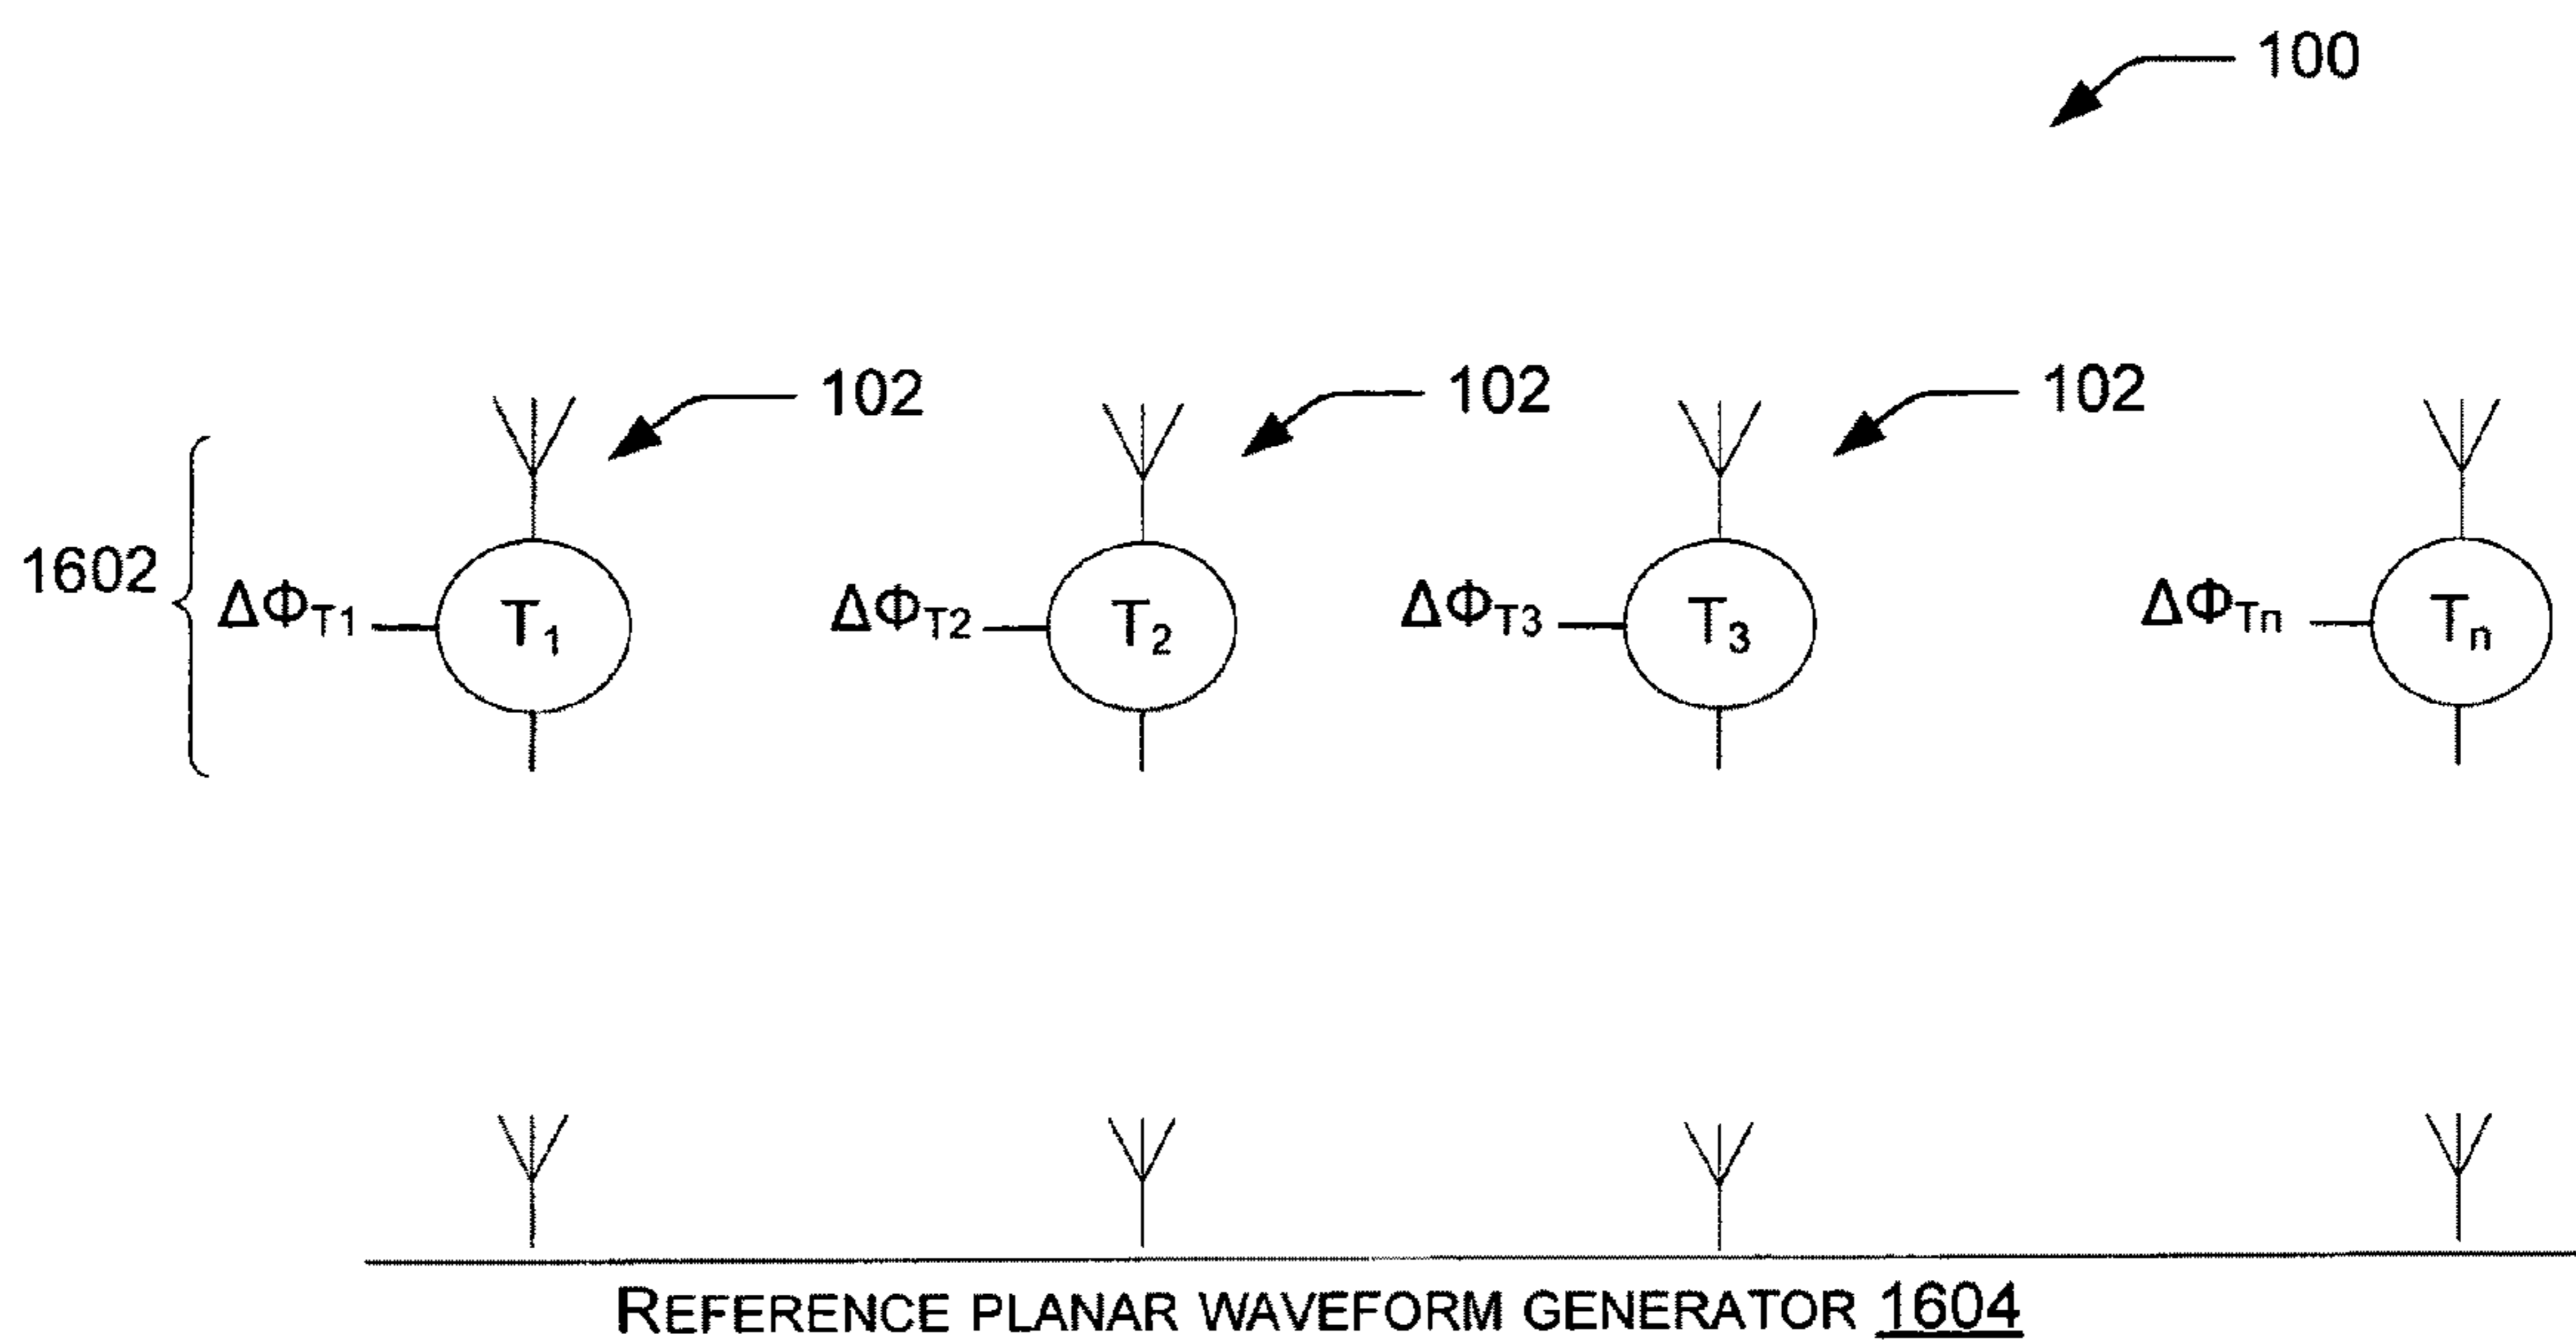 100
102 102 102
1602 ΔΦT1 T1 ΔΦT2 T2 ΔΦT3 T3 ΔΦTn Tn
REFERENCE PLANAR WAVEFORM GENERATOR 1604